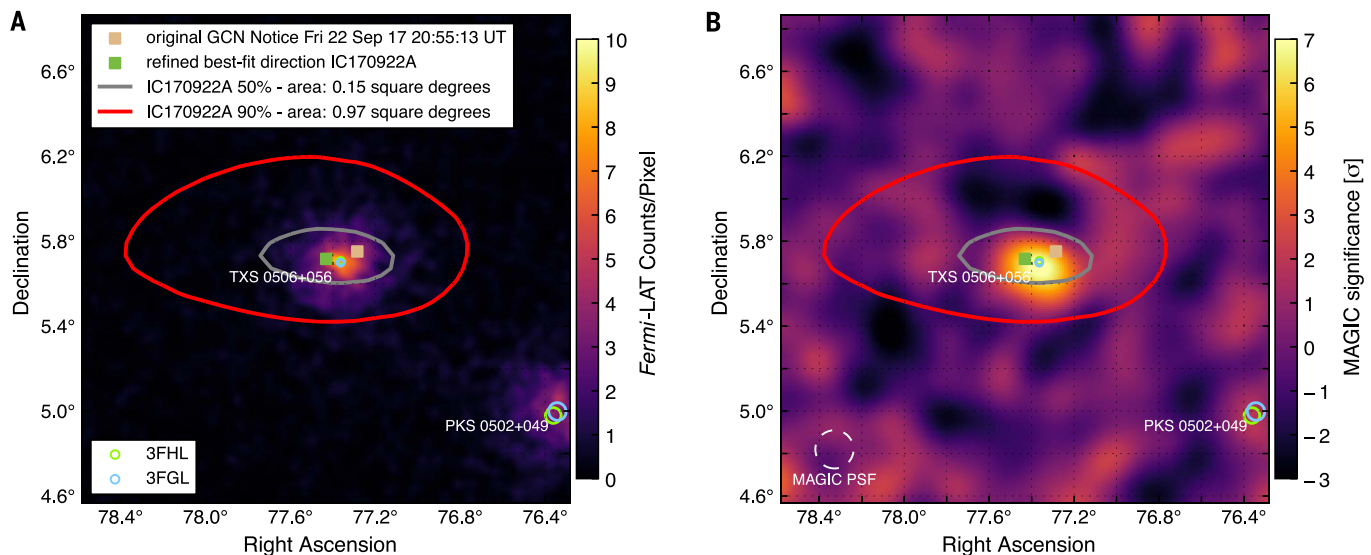 A
original GCN Notice Fri 22 Sep 17 20:55:13 UT
refined best-fit direction IC170922A
IC170922A 50% - area: 0.15 square degrees
IC170922A 90% - area: 0.97 square degrees
6.6°
6.2°
5.8°
5.4°
5.0°
4.6°
Declination
TXS 0506+056
PKS 0502+049
3FHL
3FGL
78.4°
78.0°
77.6°
77.2°
76.8°
76.4°
Right Ascension
10
9
8
7
6
5
4
3
2
1
0
Fermi-LAT Counts/Pixel
B
6.6°
6.2°
5.8°
5.4°
5.0°
4.6°
Declination
TXS 0506+056
PKS 0502+049
MAGIC PSF
78.4°
78.0°
77.6°
77.2°
76.8°
76.4°
Right Ascension
7
6
5
4
3
2
1
0
−1
−2
−3
MAGIC significance [σ]